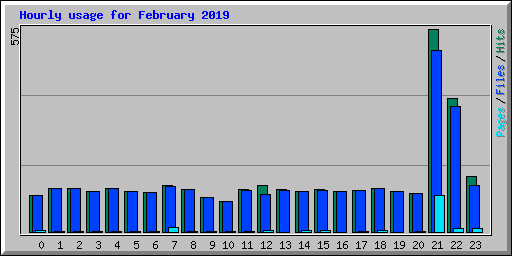 Hourly usage for February 2019
575
Pages/Files/Hits
0 1 2 3 4 5 6 7 8 9 10 11 12 13 14 15 16 17 18 19 20 21 22 23